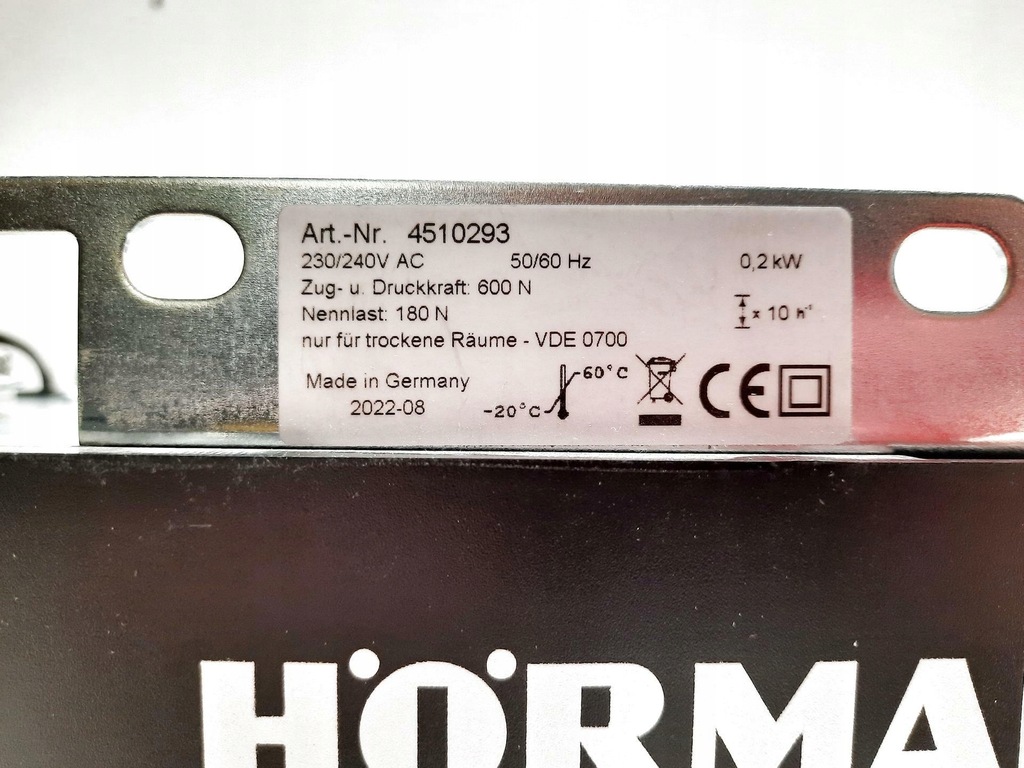 Art.-Nr. 4510293
230/240V AC 50/60 Hz 0,2 kW
Zug- u. Druckkraft: 600 N
Nennlast: 180 N x 10 h⁻¹
nur für trockene Räume - VDE 0700
Made in Germany
2022-08
-20°C 60°C
CE
HÖRMA